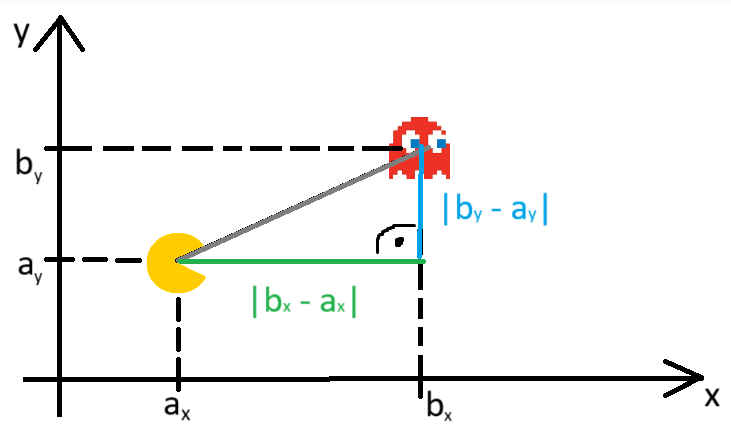 y
b_y
|b_y - a_y|
a_y
|b_x - a_x|
a_x
b_x
x